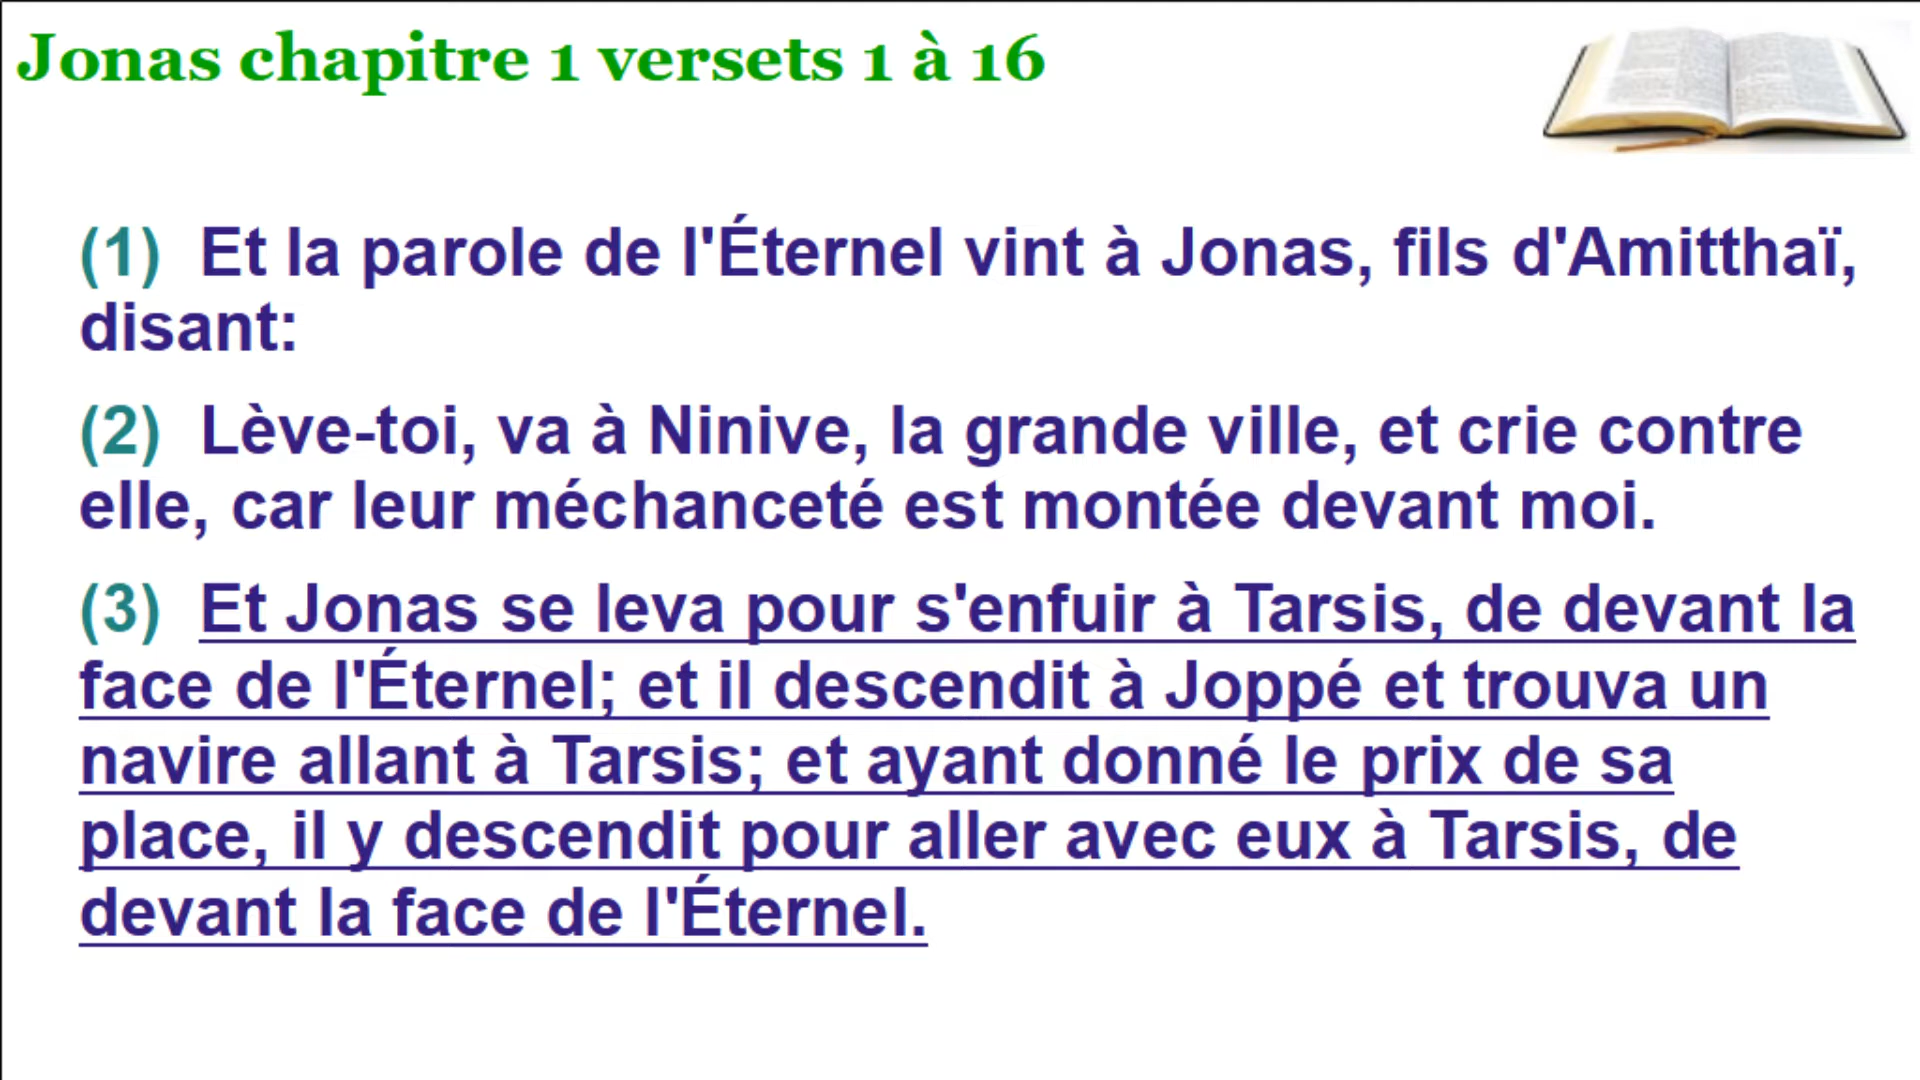 Jonas chapitre 1 versets 1 à 16
(1) Et la parole de l'Éternel vint à Jonas, fils d'Amitthaï,
disant:
(2) Lève-toi, va à Ninive, la grande ville, et crie contre
elle, car leur méchanceté est montée devant moi.
(3) Et Jonas se leva pour s'enfuir à Tarsis, de devant la
face de l'Éternel; et il descendit à Joppé et trouva un
navire allant à Tarsis; et ayant donné le prix de sa
place, il y descendit pour aller avec eux à Tarsis, de
devant la face de l'Éternel.